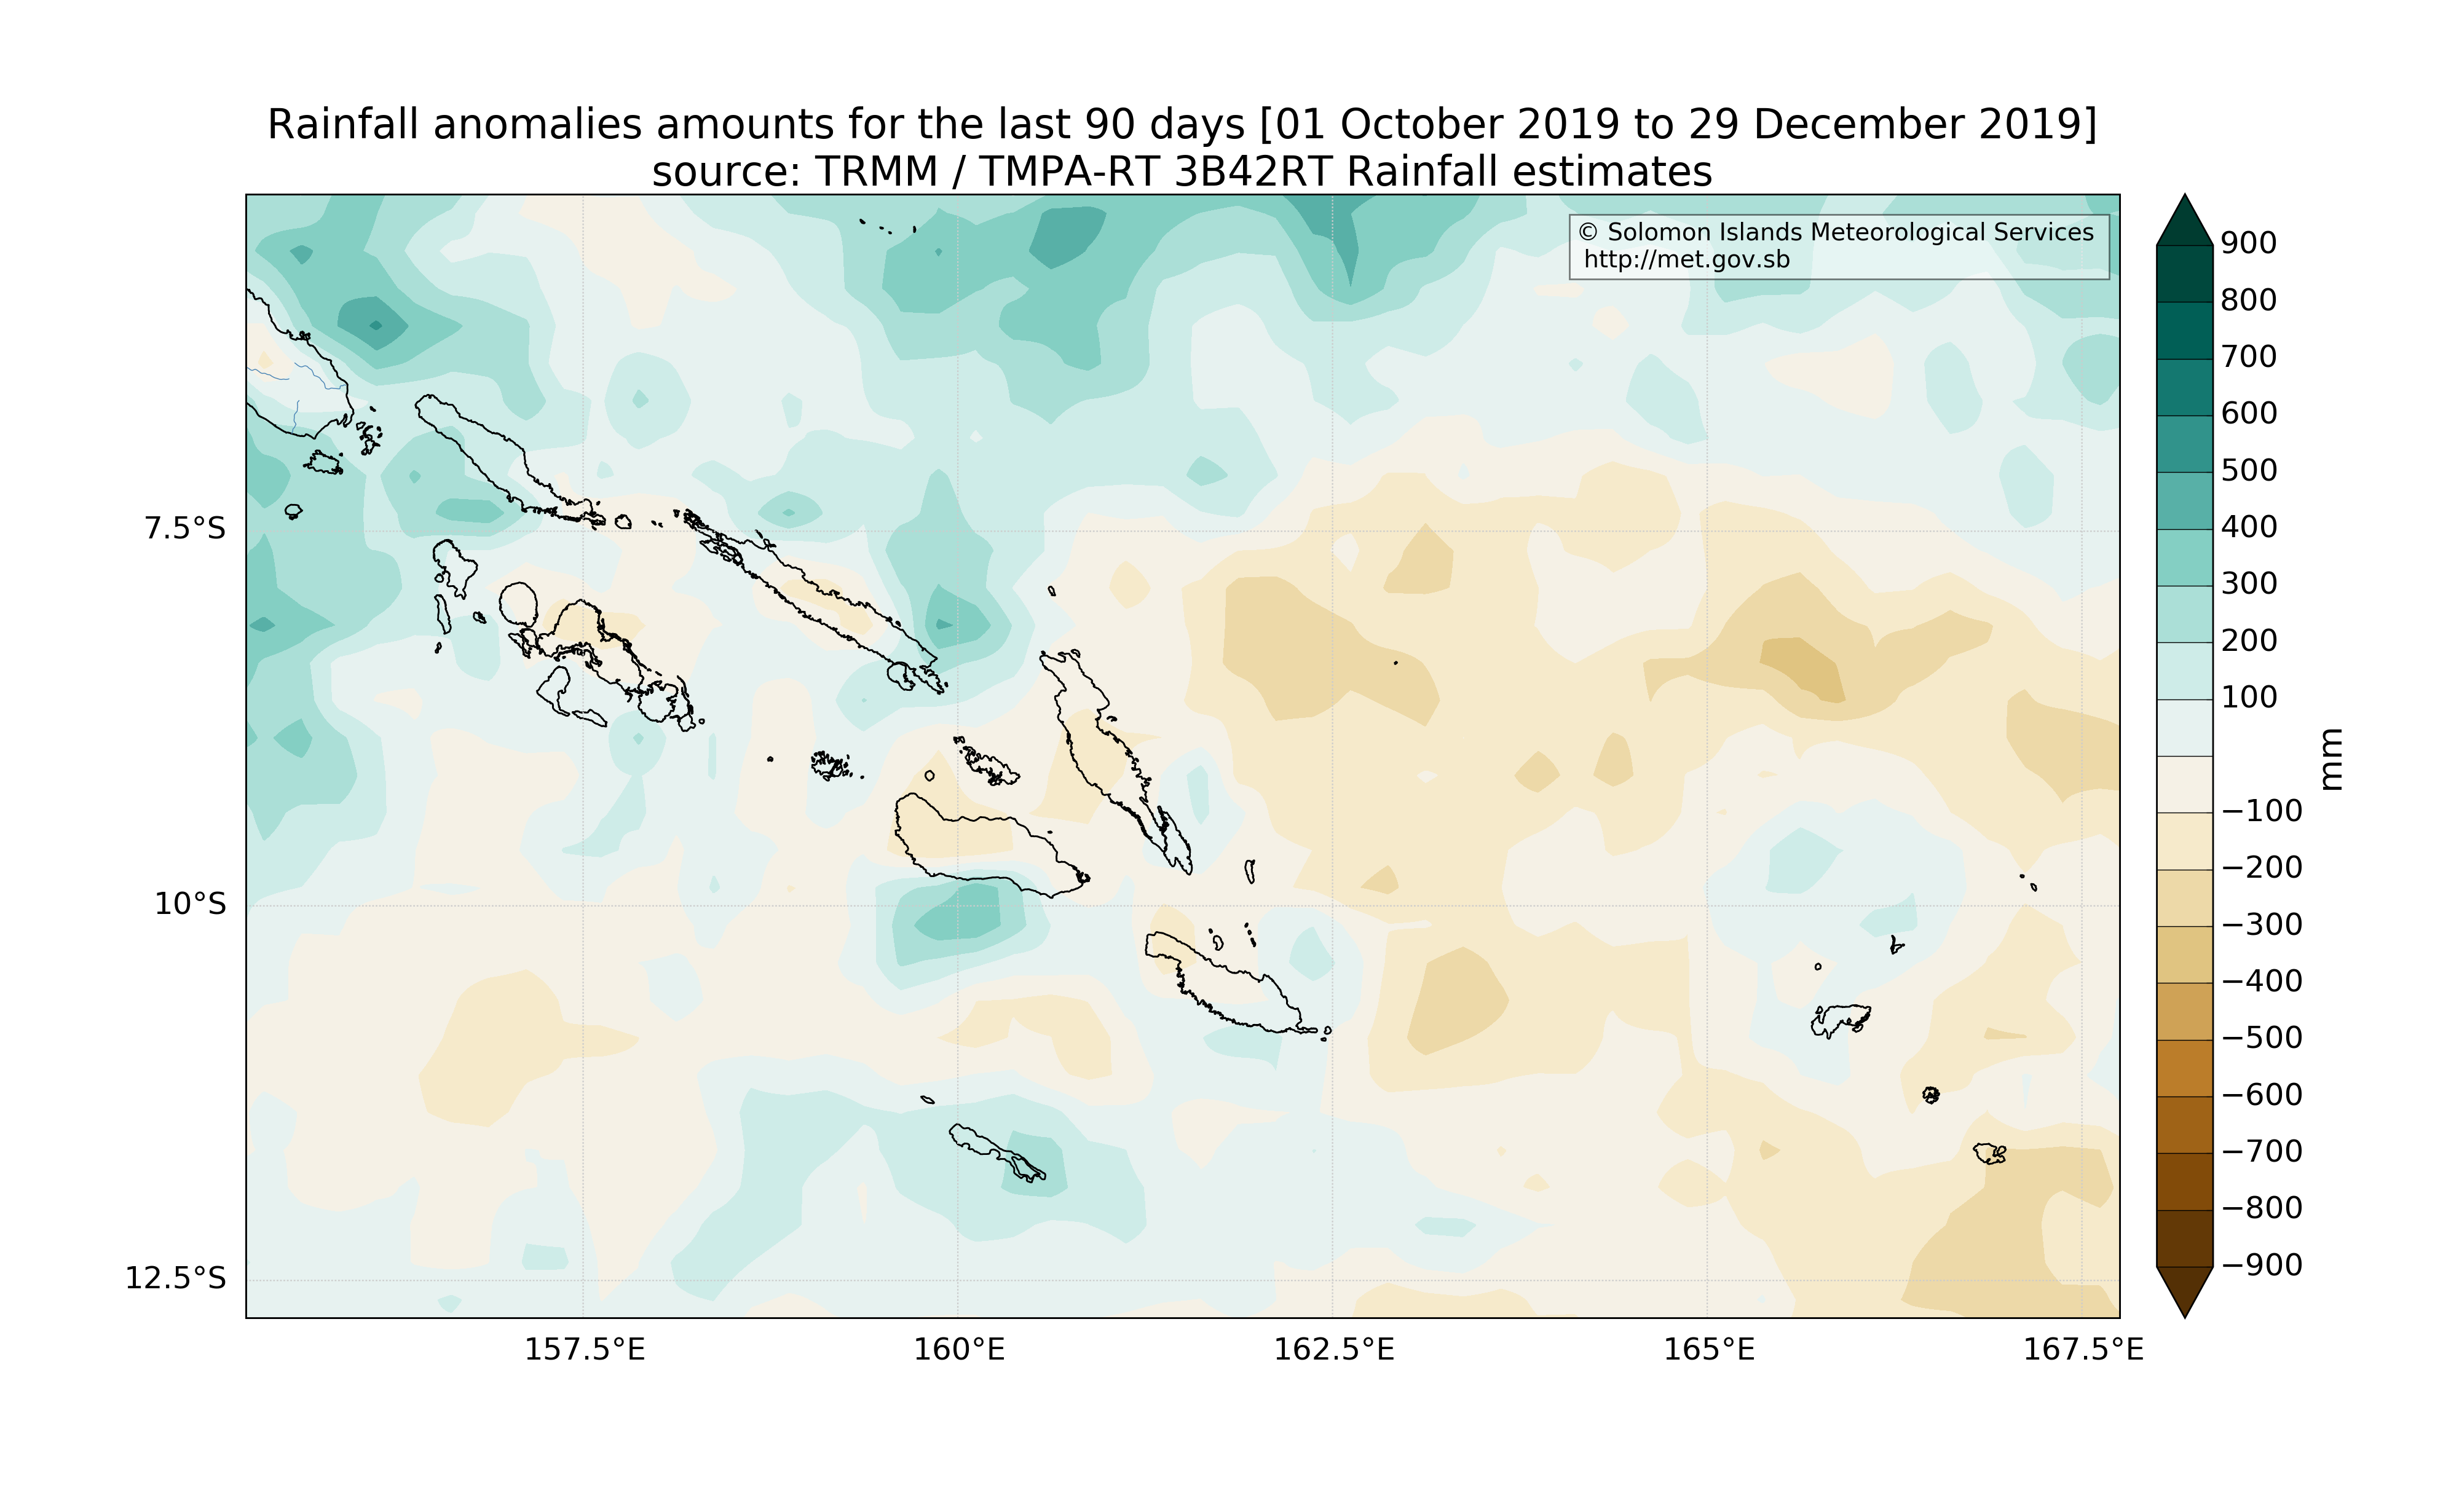 Rainfall anomalies amounts for the last 90 days [01 October 2019 to 29 December 2019]
source: TRMM / TMPA-RT 3B42RT Rainfall estimates
© Solomon Islands Meteorological Services
http://met.gov.sb
7.5°S
10°S
12.5°S
157.5°E
160°E
162.5°E
165°E
167.5°E
900
800
700
600
500
400
300
200
100
−100
−200
−300
−400
−500
−600
−700
−800
−900
mm